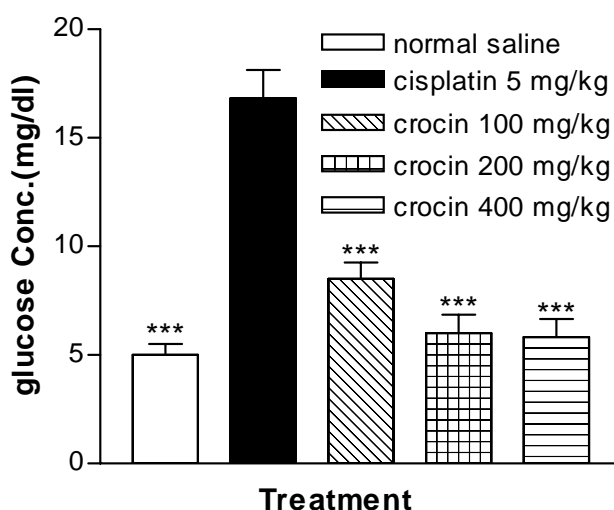 glucose Conc.(mg/dl)
20
15
10
5
0
normal saline
cisplatin 5 mg/kg
crocin 100 mg/kg
crocin 200 mg/kg
crocin 400 mg/kg
***
***
***
***
Treatment